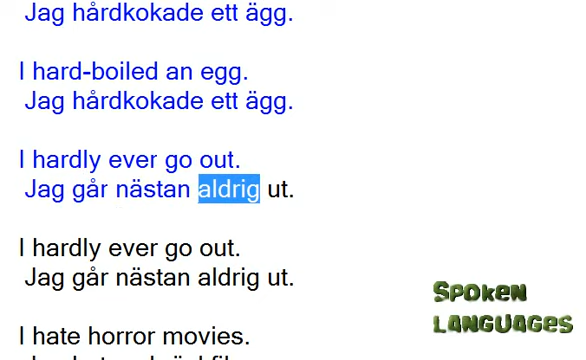 Jag hårdkokade ett ägg.
I hard-boiled an egg.
Jag hårdkokade ett ägg.
I hardly ever go out.
Jag går nästan aldrig ut.
I hardly ever go out.
Jag går nästan aldrig ut.
I hate horror movies.
Spoken
Languages